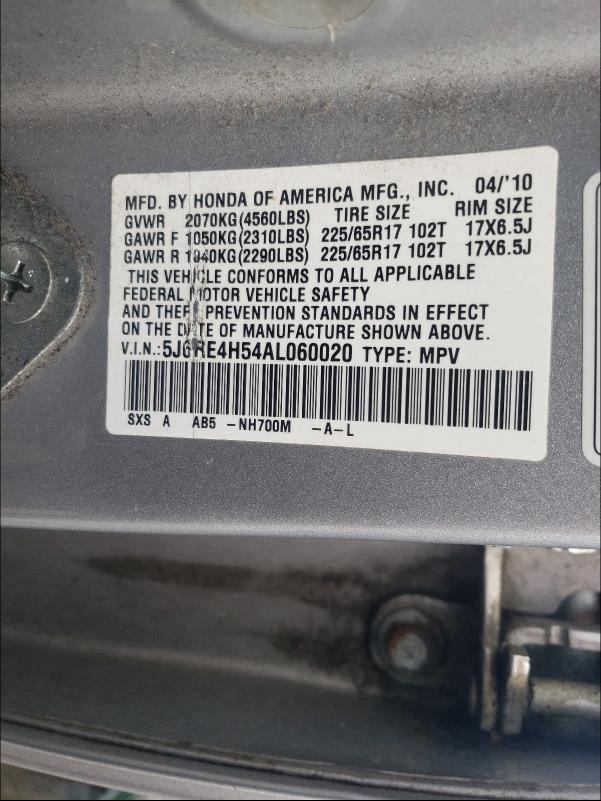 MFD. BY HONDA OF AMERICA MFG., INC. 04/'10
GVWR 2070KG(4560LBS) TIRE SIZE RIM SIZE
GAWR F 1050KG(2310LBS) 225/65R17 102T 17X6.5J
GAWR R 1040KG(2290LBS) 225/65R17 102T 17X6.5J
THIS VEHICLE CONFORMS TO ALL APPLICABLE
FEDERAL MOTOR VEHICLE SAFETY
AND THEFT PREVENTION STANDARDS IN EFFECT
ON THE DATE OF MANUFACTURE SHOWN ABOVE.
V.I.N.:5J6RE4H54AL060020 TYPE: MPV
SXS A AB5 -NH700M -A-L